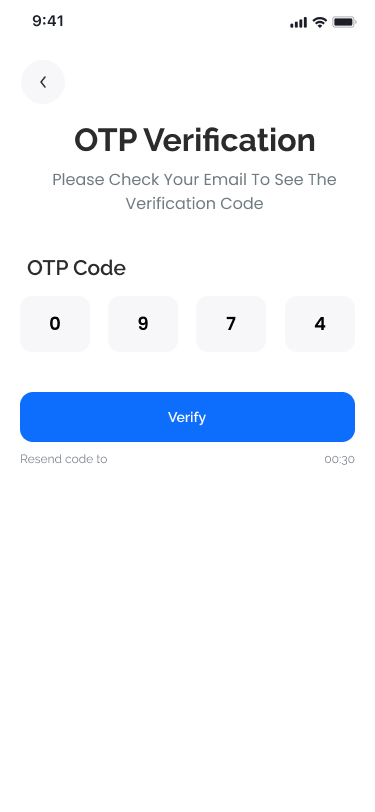 9:41
OTP Verification
Please Check Your Email To See The
Verification Code
OTP Code
0 9 7 4
Verify
Resend code to 00:30